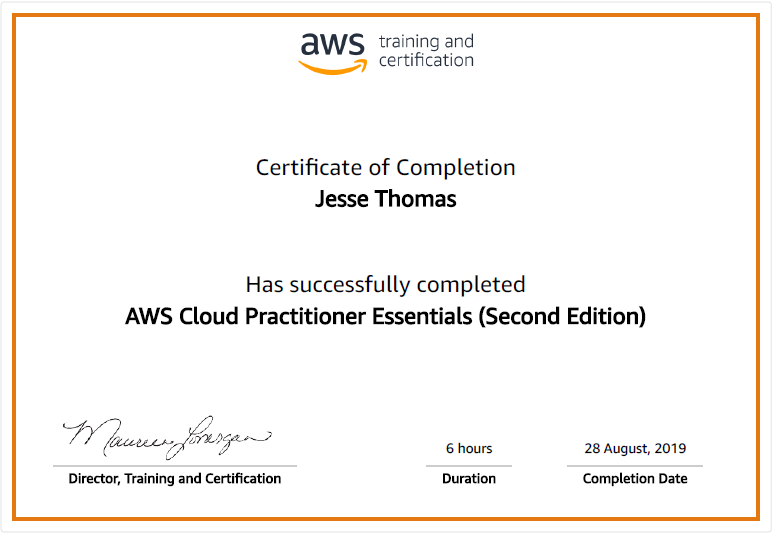 aws training and
certification
Certificate of Completion
Jesse Thomas
Has successfully completed
AWS Cloud Practitioner Essentials (Second Edition)
Maureen Lonergan
6 hours
28 August, 2019
Director, Training and Certification
Duration
Completion Date